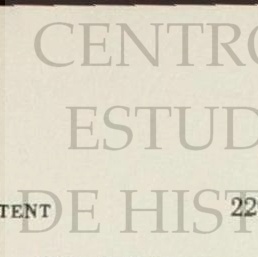 CENTRO
ESTUD
DE HIST
TENT 22